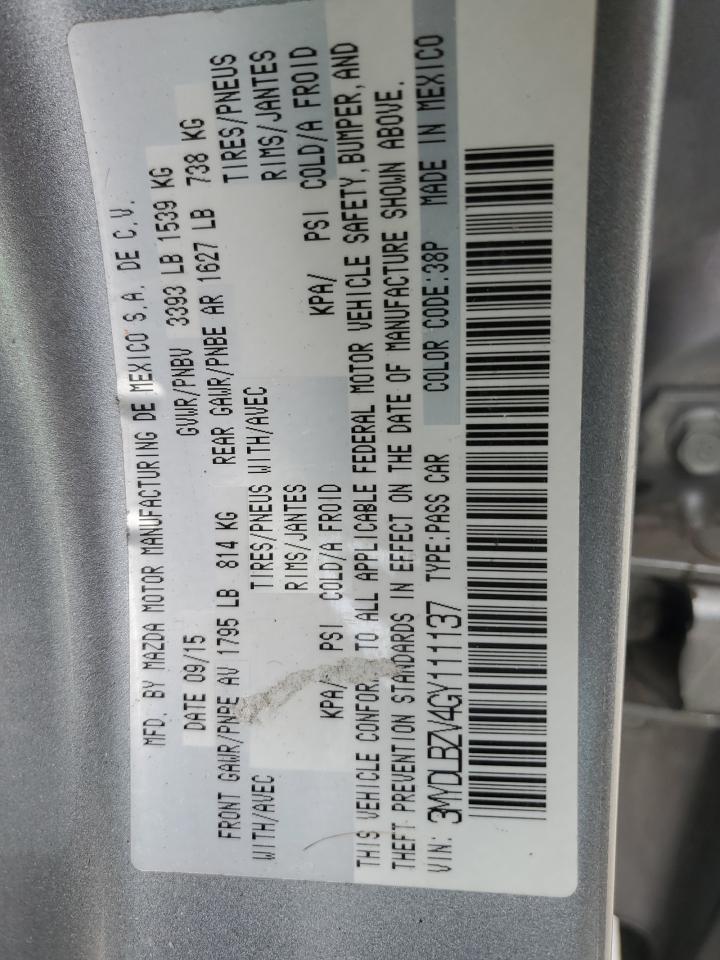 MFD. BY MAZDA MOTOR MANUFACTURING DE MEXICO S.A. DE C.V.
DATE 09/15 GVWR/PNBV 3393 LB 1539 KG
FRONT GAWR/PNBE AV 1795 LB 814 KG REAR GAWR/PNBE AR 1627 LB 738 KG
WITH/AVEC TIRES/PNEUS WITH/AVEC TIRES/PNEUS
RIMS/JANTES RIMS/JANTES
KPA/ PSI COLD/A FROID KPA/ PSI COLD/A FROID
THIS VEHICLE CONFOR TO ALL APPLICABLE FEDERAL MOTOR VEHICLE SAFETY, BUMPER, AND
THEFT PREVENTION STANDARDS IN EFFECT ON THE DATE OF MANUFACTURE SHOWN ABOVE.
VIN: 3MYDLBZV4GY111137 TYPE:PASS CAR COLOR CODE:38P MADE IN MEXICO